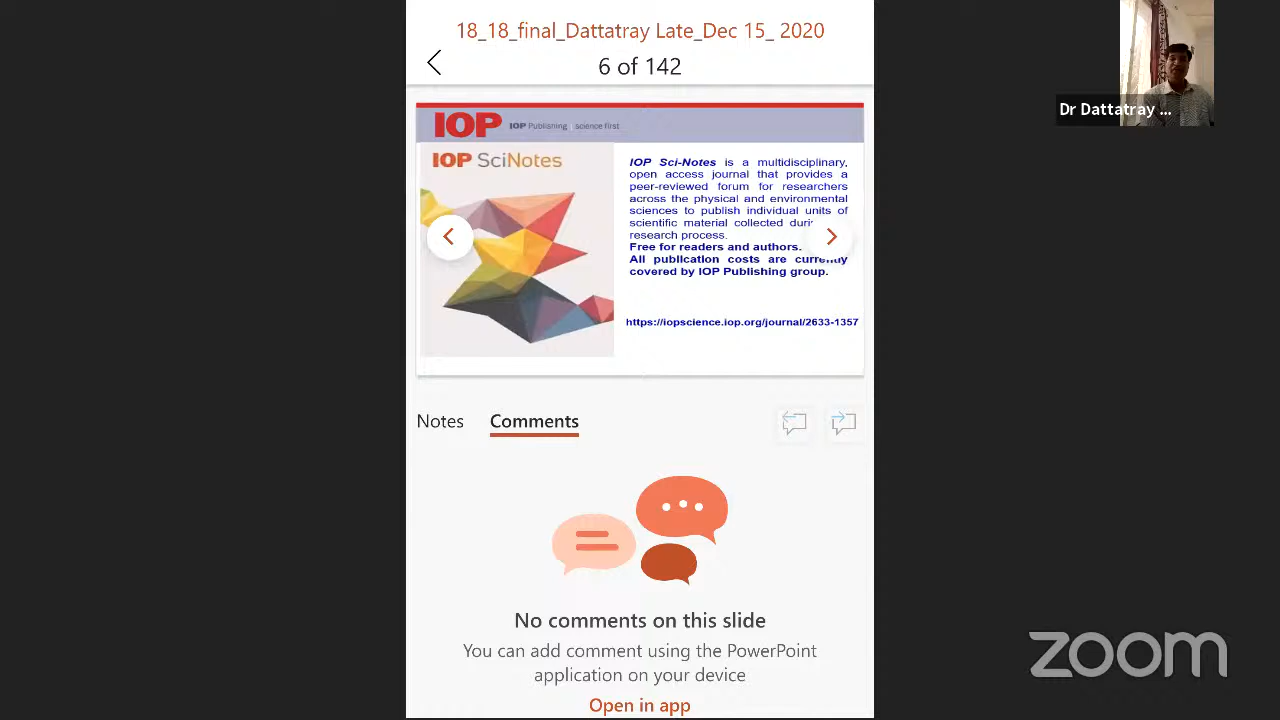 18_18_final_Dattatray Late_Dec 15_ 2020
6 of 142
Dr Dattatray ...
IOP IOP Publishing | science first
IOP SciNotes
IOP Sci-Notes is a multidisciplinary,
open access journal that provides a
peer-reviewed forum for researchers
across the physical and environmental
sciences to publish individual units of
scientific material collected
research process.
Free for readers and authors.
All publication costs are currently
covered by IOP Publishing group.
https://iopscience.iop.org/journal/2633-1357
Notes
Comments
No comments on this slide
You can add comment using the PowerPoint
application on your device
Open in app
zoom